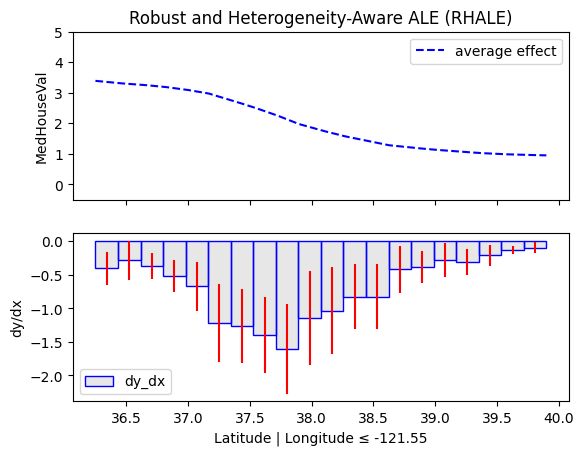 Robust and Heterogeneity-Aware ALE (RHALE)
average effect
MedHouseVal
5
4
3
2
1
0
dy/dx
0.0
−0.5
−1.0
−1.5
−2.0
dy_dx
36.5 37.0 37.5 38.0 38.5 39.0 39.5 40.0
Latitude | Longitude ≤ -121.55